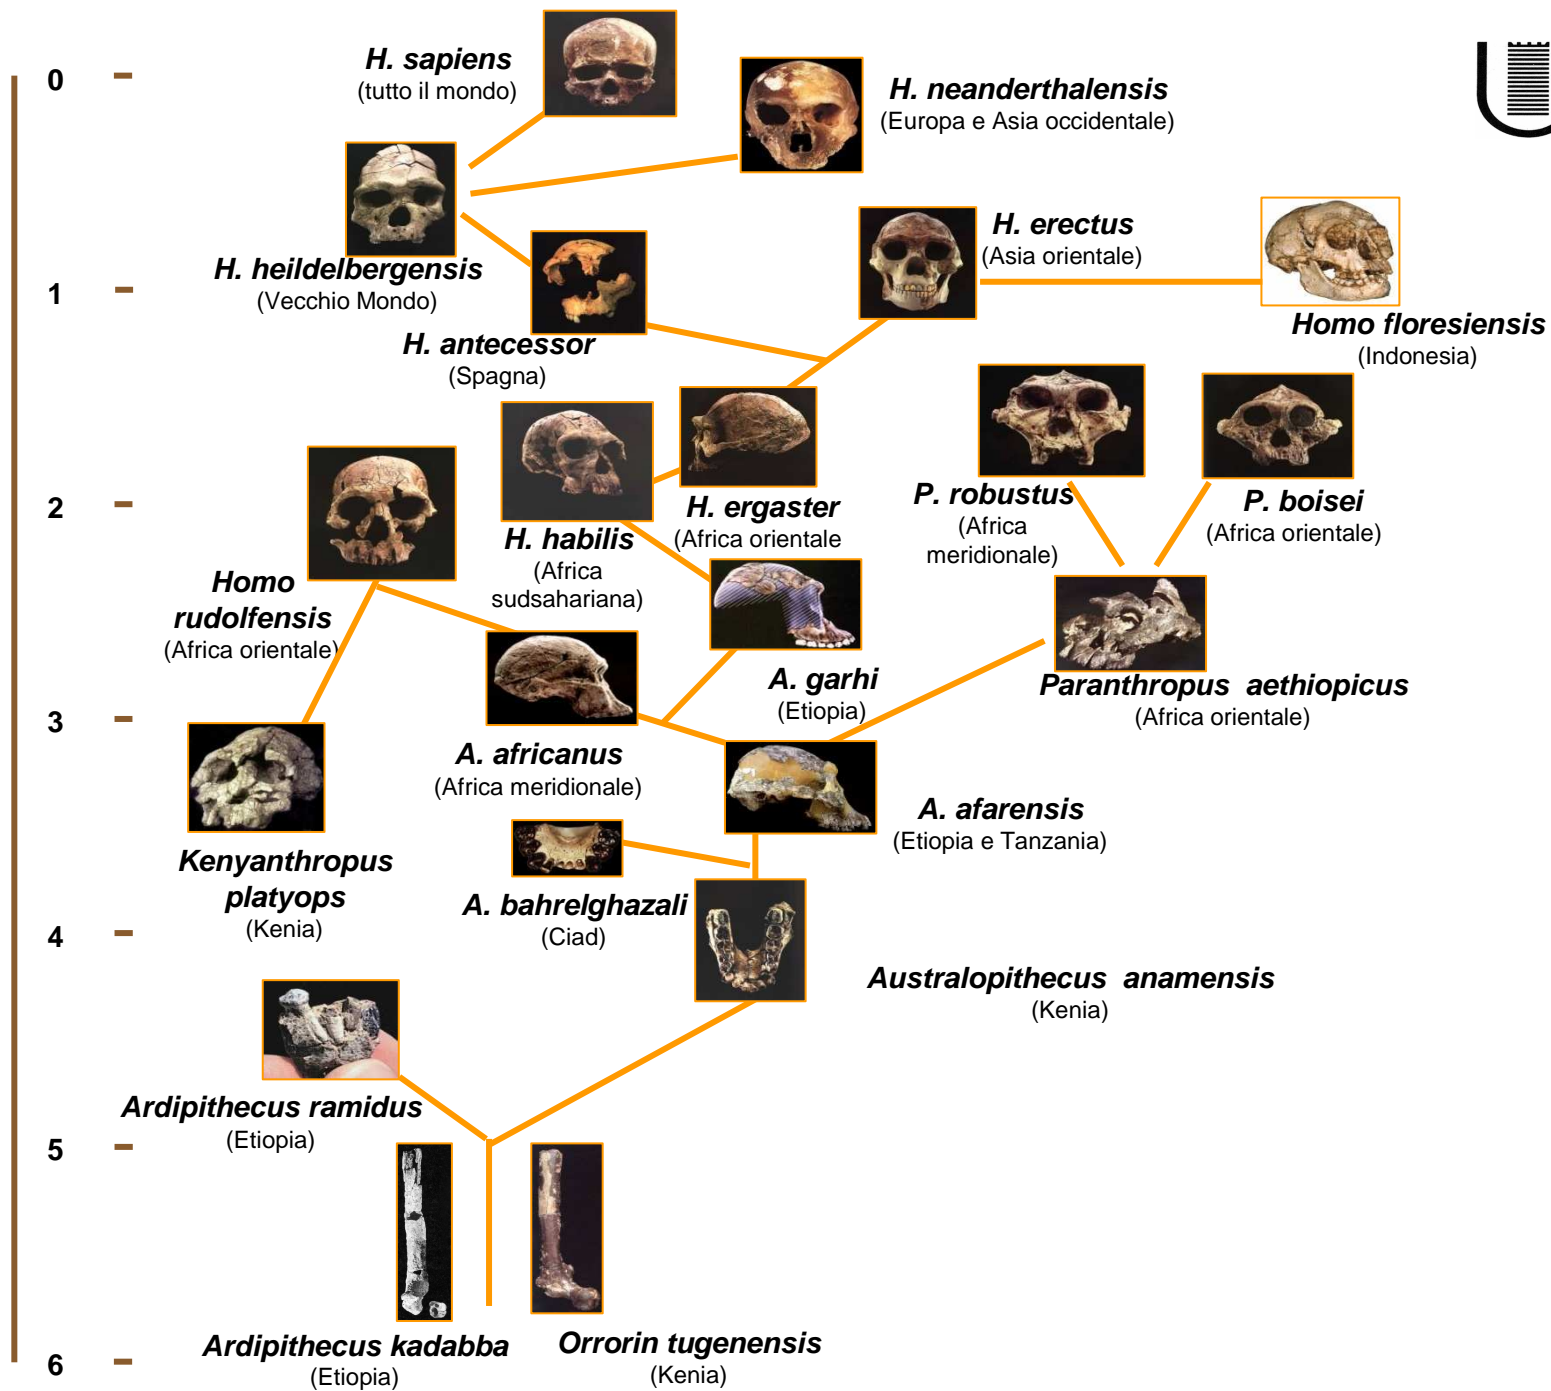 H. sapiens
(tutto il mondo)
0
H. neanderthalensis
(Europa e Asia occidentale)
H. erectus
(Asia orientale)
H. heildelbergensis
(Vecchio Mondo)
1
Homo floresiensis
(Indonesia)
H. antecessor
(Spagna)
2
P. robustus
(Africa
meridionale)
P. boisei
(Africa orientale)
H. ergaster
(Africa orientale
H. habilis
(Africa
sudsahariana)
Homo
rudolfensis
(Africa orientale)
A. garhi
(Etiopia)
Paranthropus aethiopicus
(Africa orientale)
3
A. africanus
(Africa meridionale)
A. afarensis
(Etiopia e Tanzania)
Kenyanthropus
platyops
(Kenia)
A. bahrelghazali
(Ciad)
4
Australopithecus anamensis
(Kenia)
Ardipithecus ramidus
(Etiopia)
5
Ardipithecus kadabba
(Etiopia)
Orrorin tugenensis
(Kenia)
6